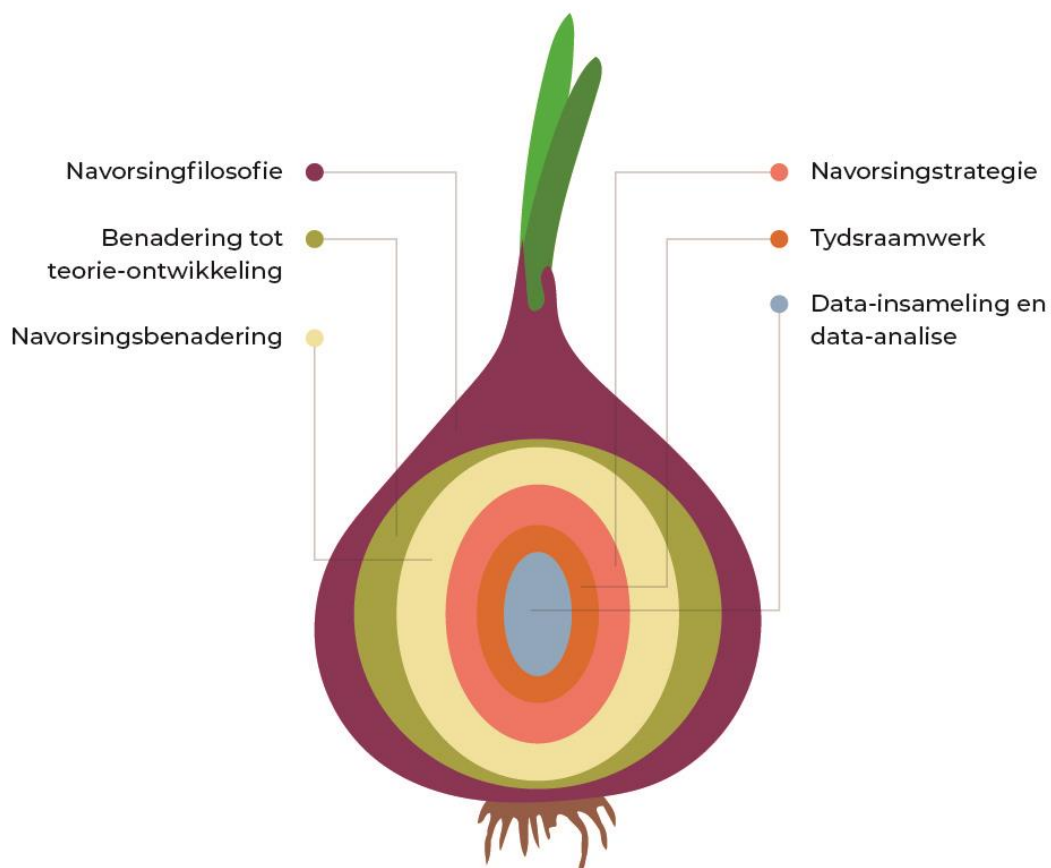 Navorsingfilosofie
Benadering tot
teorie-ontwikkeling
Navorsingsbenadering
Navorsingstrategie
Tydsraamwerk
Data-insameling en
data-analise